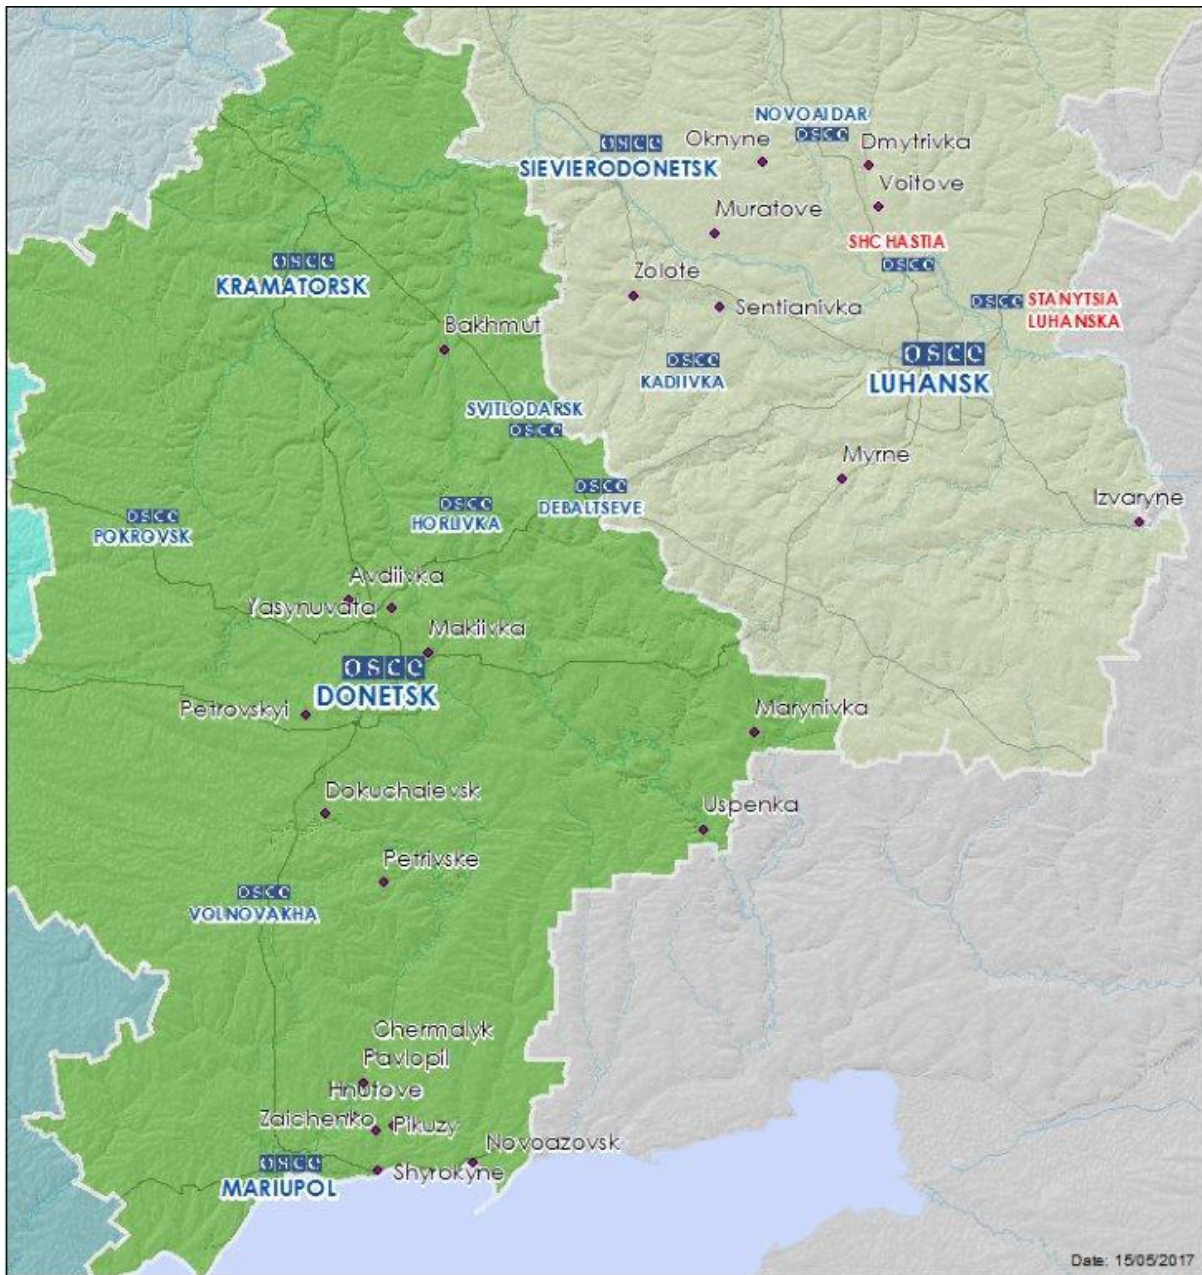 NOVOAIDAR
OSCE
Oknyne
Dmytrivka
OSCE
SIEVIERODONETSK
Voitove
Muratove
SHCHASTIA
OSCE
OSCE
KRAMATORSK
Zolote
Sentianivka
OSCE
STANYTSIA
LUHANSKA
Bakhmut
OSCE
KADIIVKA
OSCE
LUHANSK
SVITLODARSK
OSCE
Myrne
OSCE
DEBALTSEVE
OSCE
HORLIVKA
Izvaryne
OSCE
POKROVSK
Avdiivka
Yasynuvata
Makiivka
OSCE
DONETSK
Petrovskyi
Marynivka
Dokuchaievsk
Uspenka
Petrivske
OSCE
VOLNOVAKHA
Chermalyk
Pavlopil
Hnutove
Zaichenko
Pikuzy
Novoazovsk
OSCE
MARIUPOL
Shyrokyne
Date: 15/05/2017